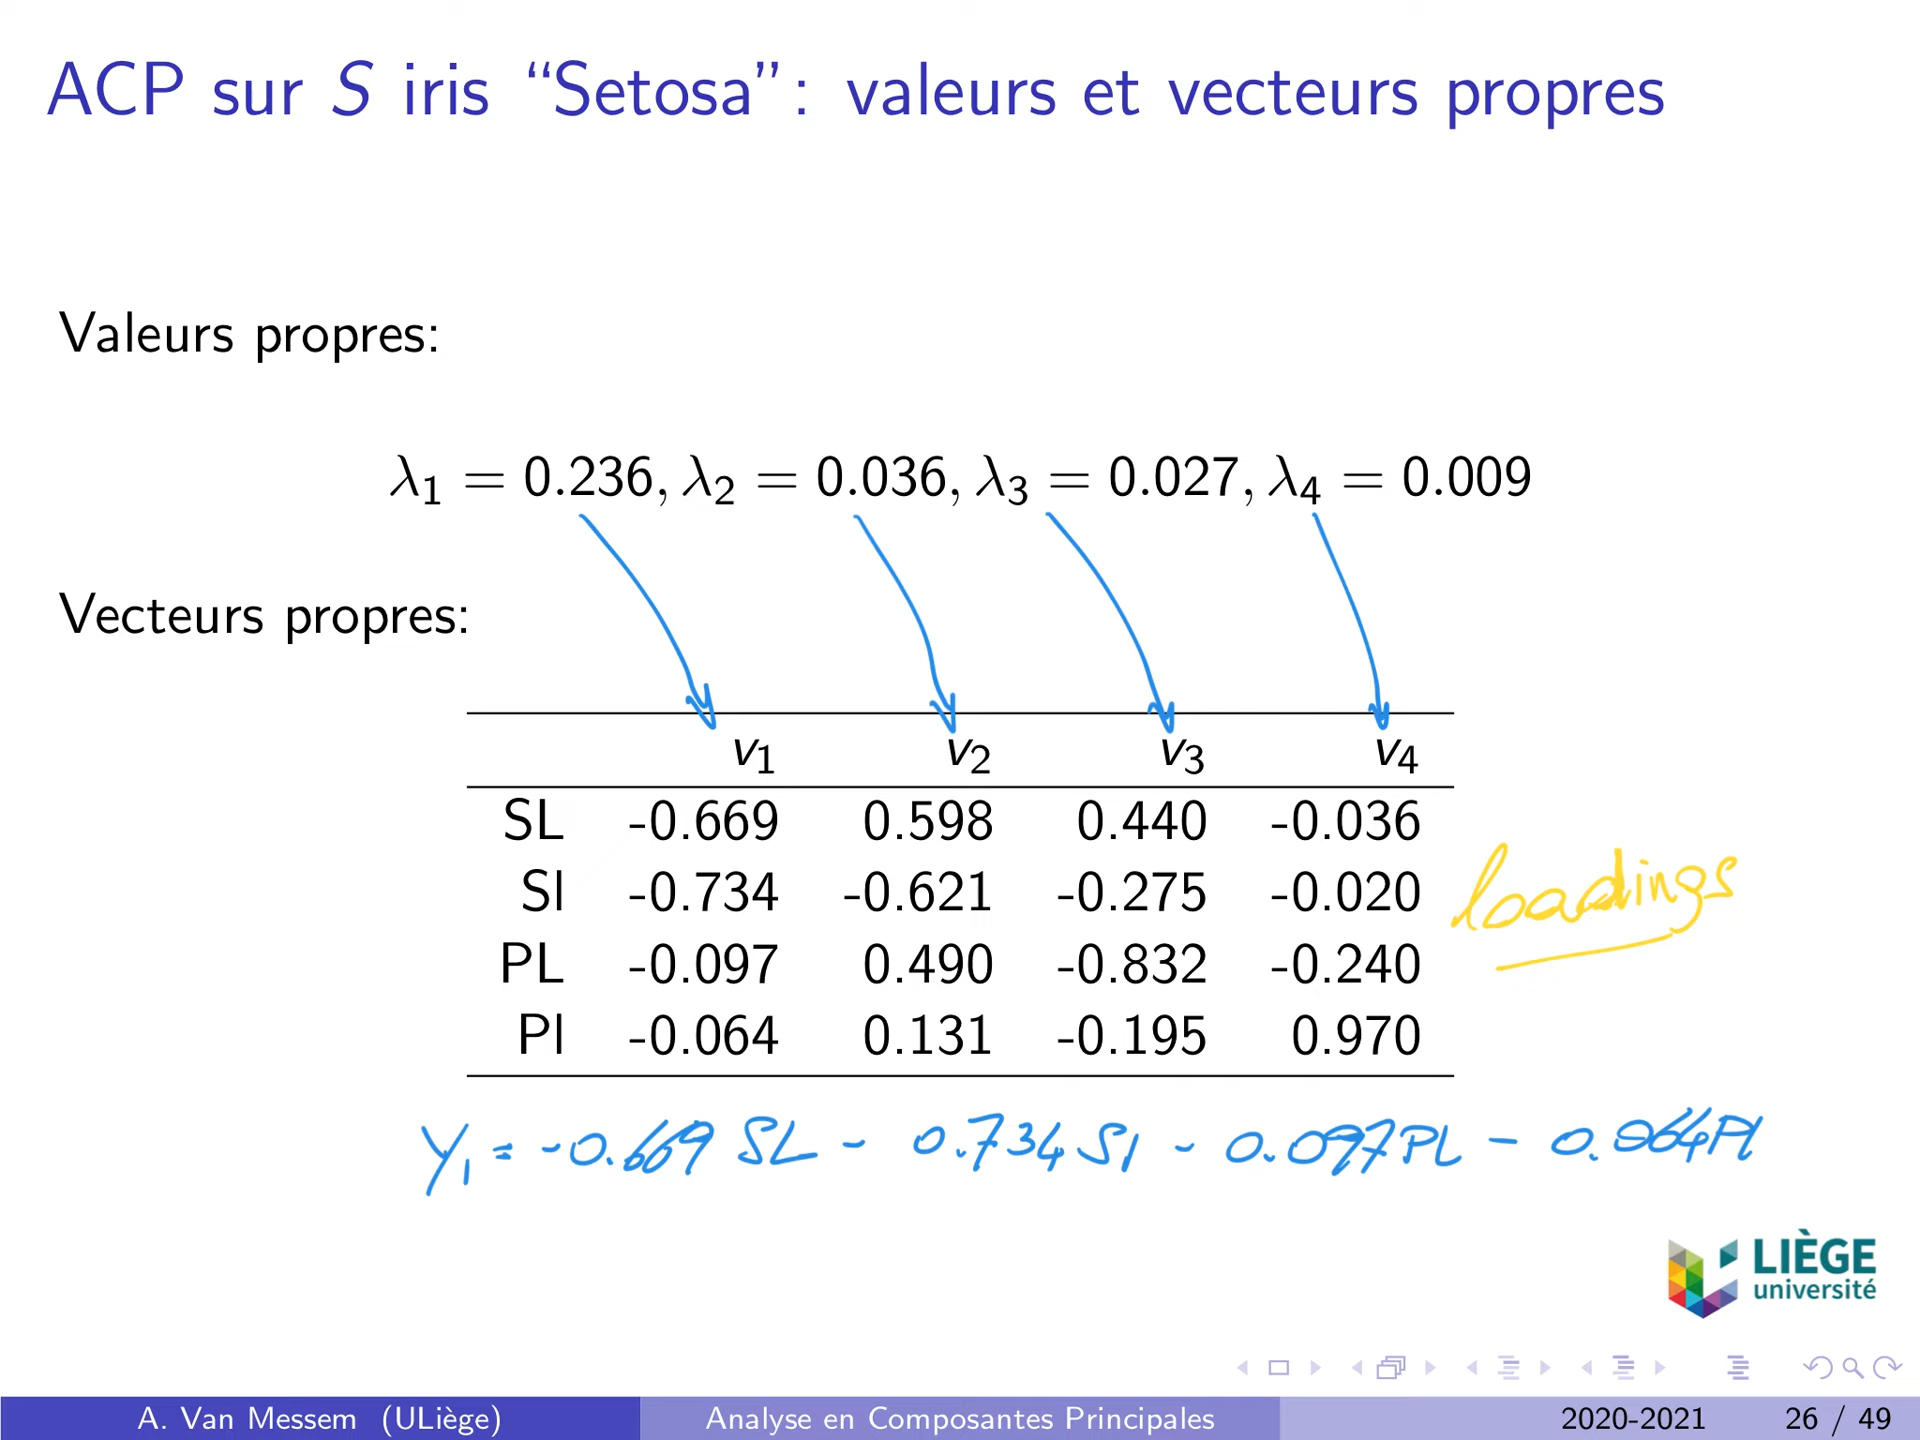 ACP sur S iris “Setosa”: valeurs et vecteurs propres
Valeurs propres:
λ1 = 0.236, λ2 = 0.036, λ3 = 0.027, λ4 = 0.009
Vecteurs propres:
v1 v2 v3 v4
SL -0.669 0.598 0.440 -0.036
Sl -0.734 -0.621 -0.275 -0.020
PL -0.097 0.490 -0.832 -0.240
Pl -0.064 0.131 -0.195 0.970
loadings
Y1 = -0.669 SL - 0.734 Sl - 0.097 PL - 0.064 Pl
LIÈGE
université
A. Van Messem (ULiège) Analyse en Composantes Principales 2020-2021 26 / 49